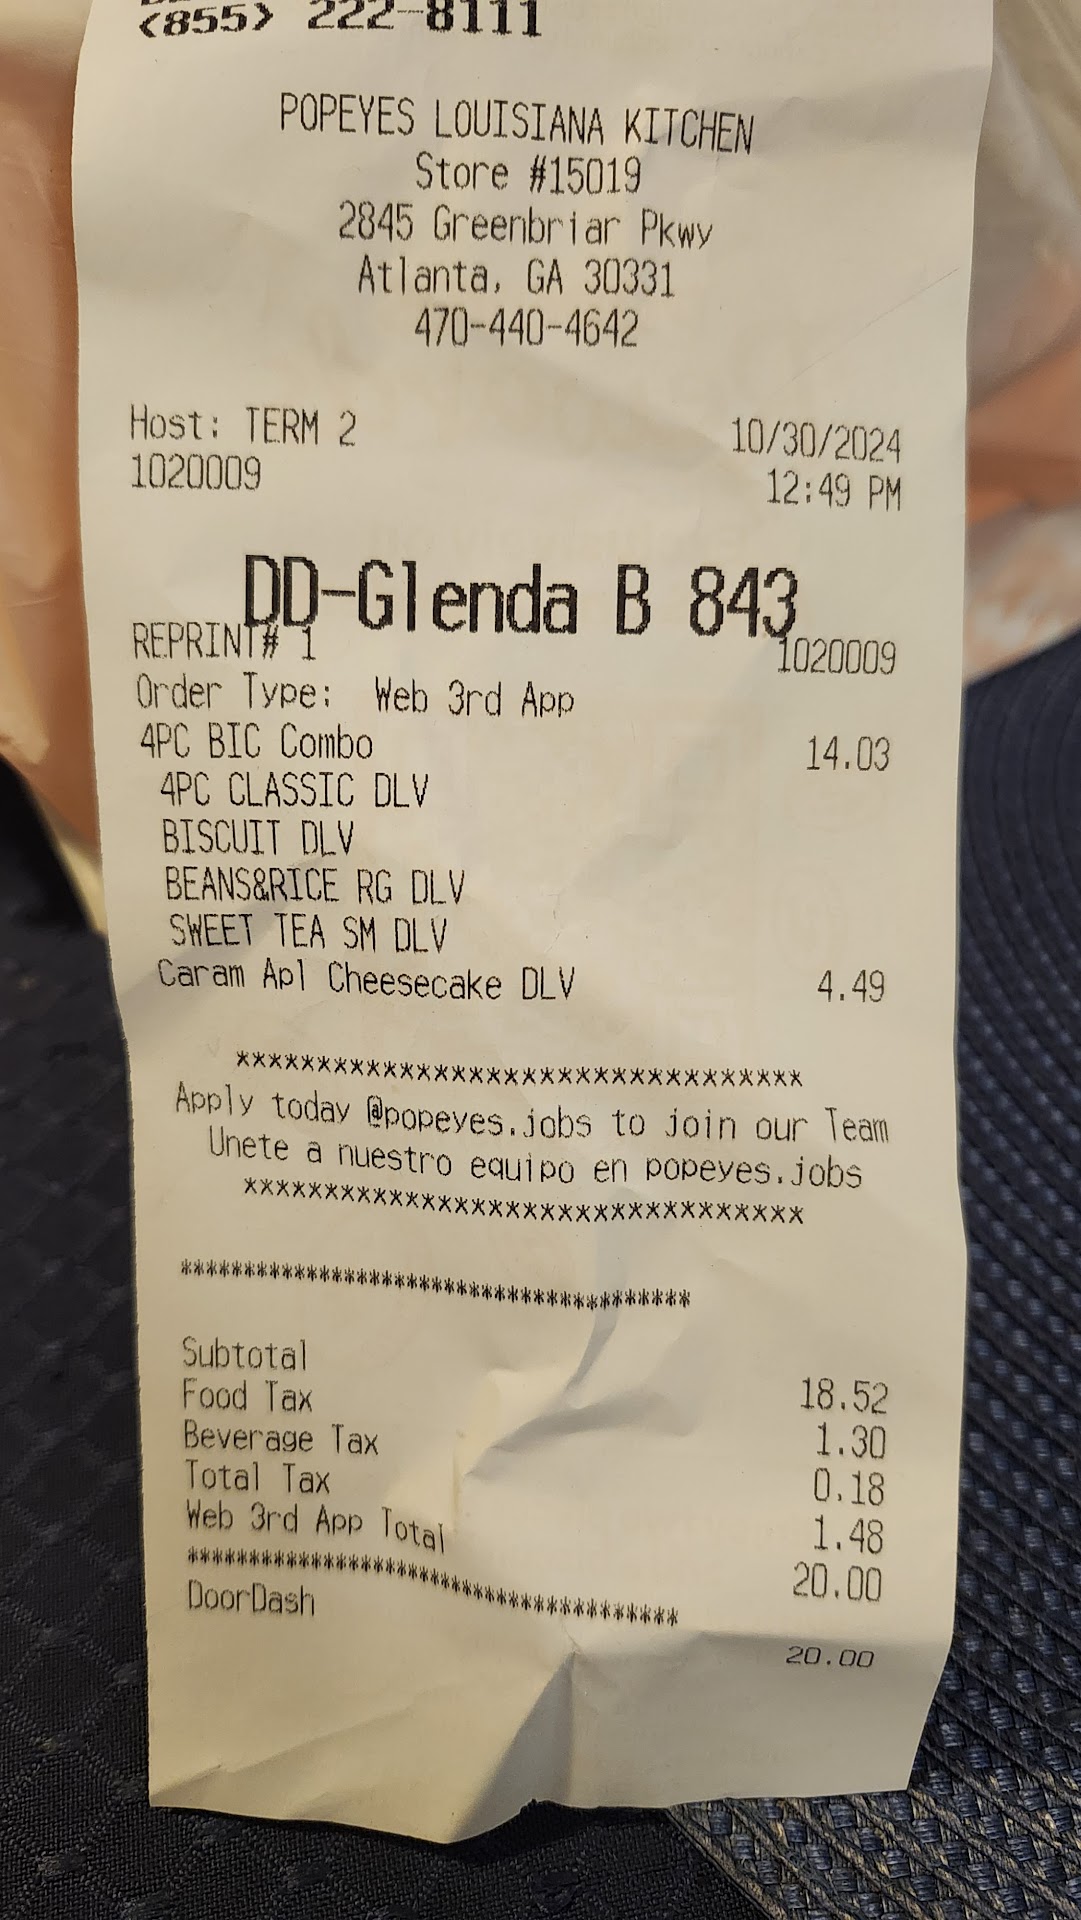 <855> 222-8111
POPEYES LOUISIANA KITCHEN
Store #15019
2845 Greenbriar Pkwy
Atlanta, GA 30331
470-440-4642
Host: TERM 2 10/30/2024
1020009 12:49 PM
DD-Glenda B 843
REPRINT# 1 1020009
Order Type: Web 3rd App
4PC BIC Combo 14.03
4PC CLASSIC DLV
BISCUIT DLV
BEANS&RICE RG DLV
SWEET TEA SM DLV
Caram Apl Cheesecake DLV 4.49
***********************************
Apply today @popeyes.jobs to join our Team
Unete a nuestro equipo en popeyes.jobs
***********************************
****************************************
Subtotal 18.52
Food Tax 1.30
Beverage Tax 0.18
Total Tax 1.48
Web 3rd App Total 20.00
****************************************
DoorDash 20.00